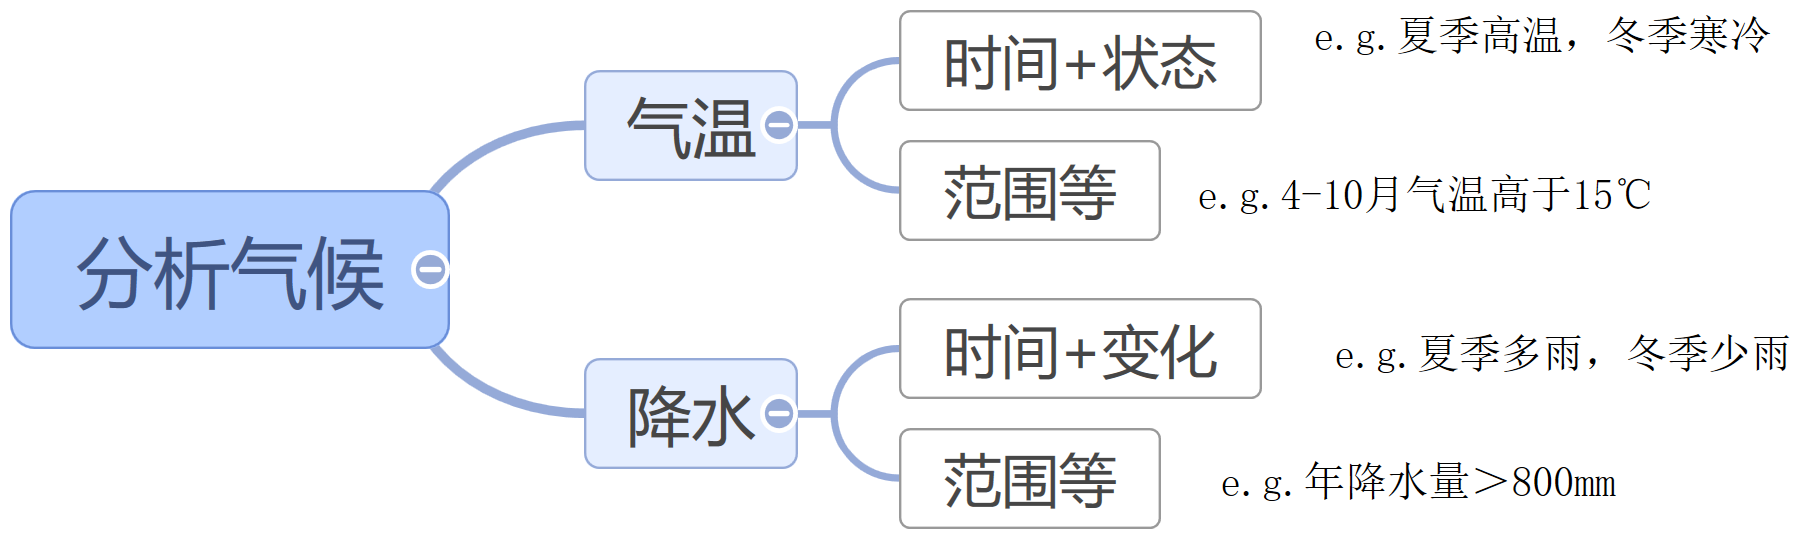 时间+状态
e.g.夏季高温，冬季寒冷
气温
范围等
e.g.4-10月气温高于15℃
分析气候
时间+变化
e.g.夏季多雨，冬季少雨
降水
范围等
e.g.年降水量＞800mm